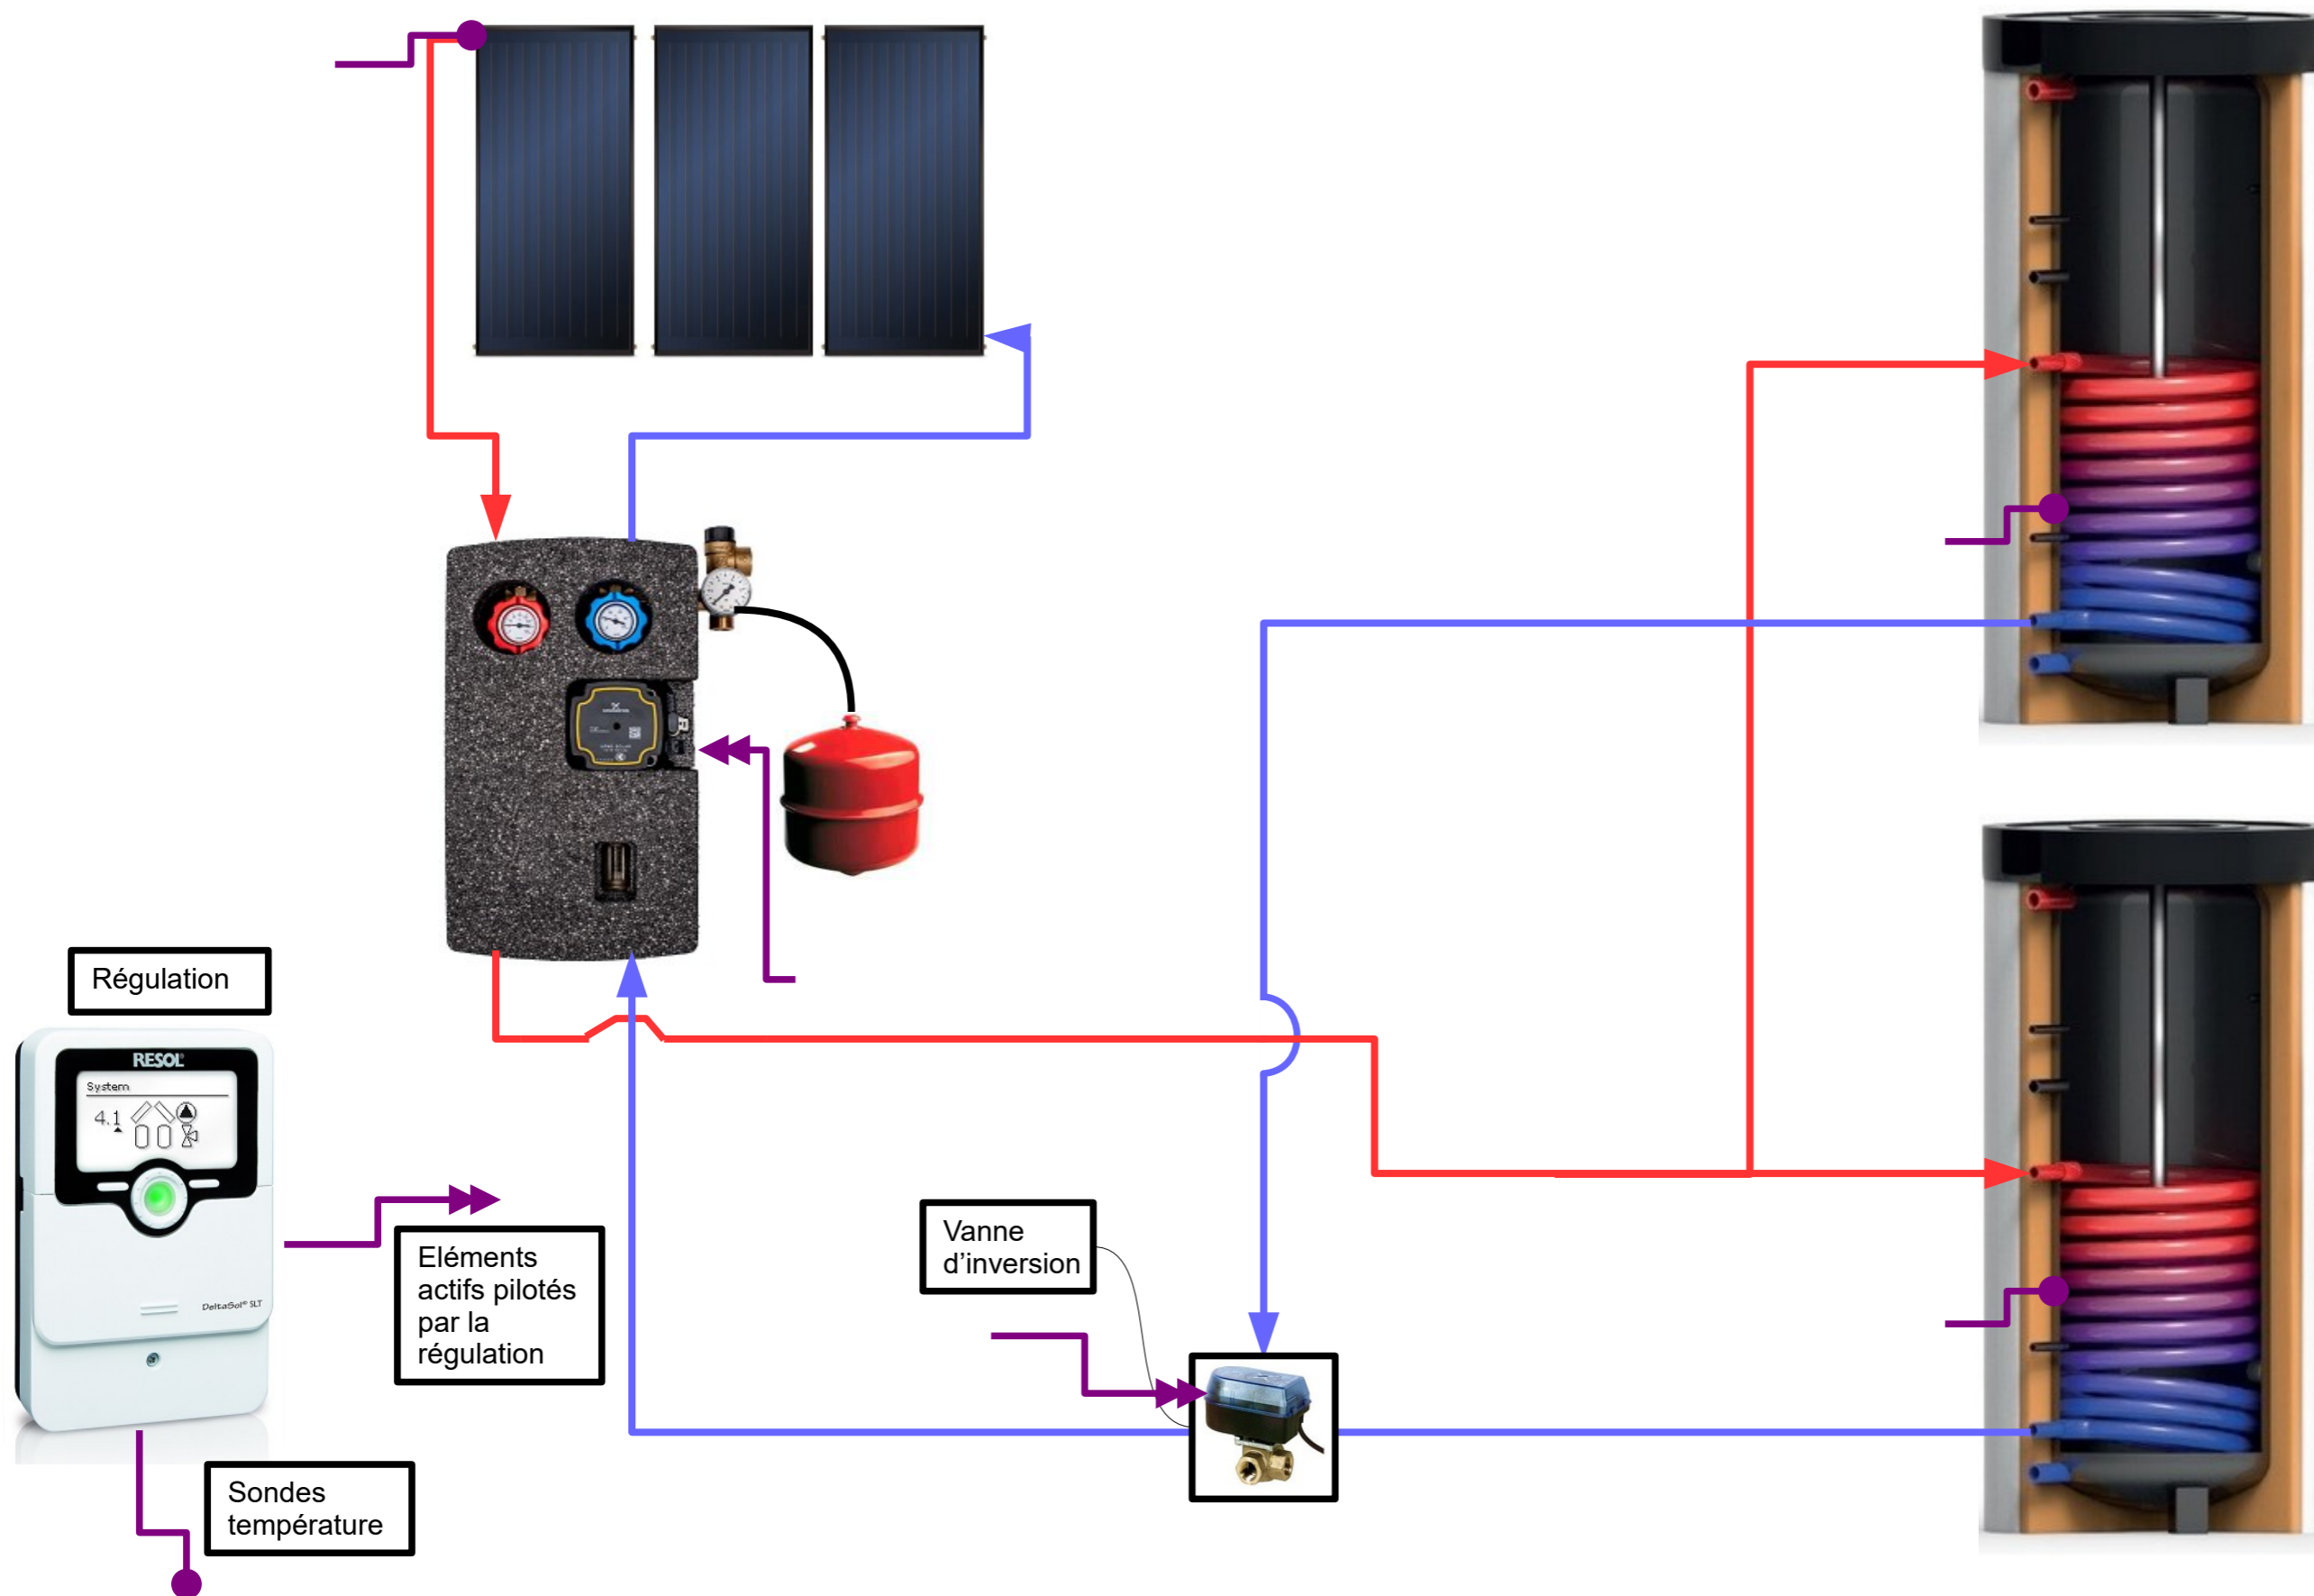 Régulation
RESOL®
System
4.1
DeltaSol® SLT
Eléments
actifs pilotés
par la
régulation
Vanne
d’inversion
Sondes
température